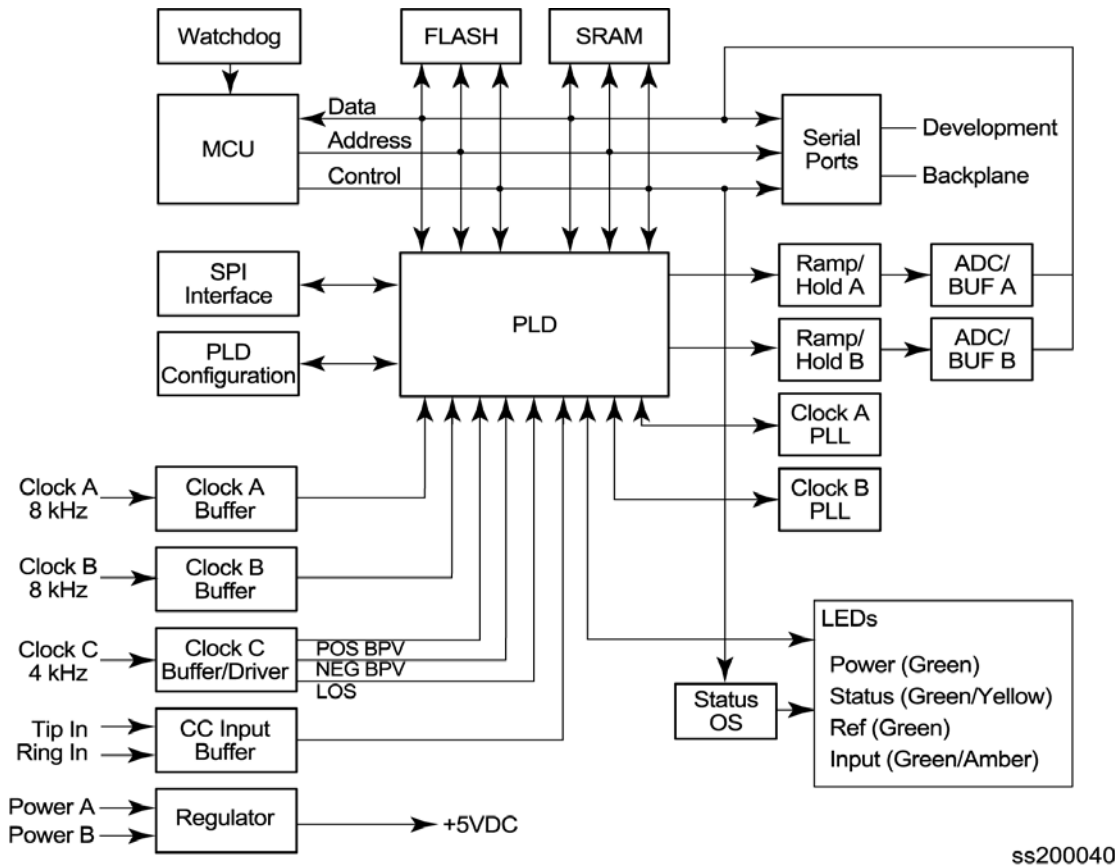 Watchdog
FLASH
SRAM
MCU
Data
Address
Control
Serial
Ports
Development
Backplane
SPI
Interface
PLD
Configuration
PLD
Ramp/
Hold A
ADC/
BUF A
Ramp/
Hold B
ADC/
BUF B
Clock A
PLL
Clock B
PLL
Clock A
8 kHz
Clock A
Buffer
Clock B
8 kHz
Clock B
Buffer
Clock C
4 kHz
Clock C
Buffer/Driver
POS BPV
NEG BPV
LOS
Tip In
Ring In
CC Input
Buffer
Power A
Power B
Regulator
+5VDC
Status
OS
LEDs
Power (Green)
Status (Green/Yellow)
Ref (Green)
Input (Green/Amber)
ss200040